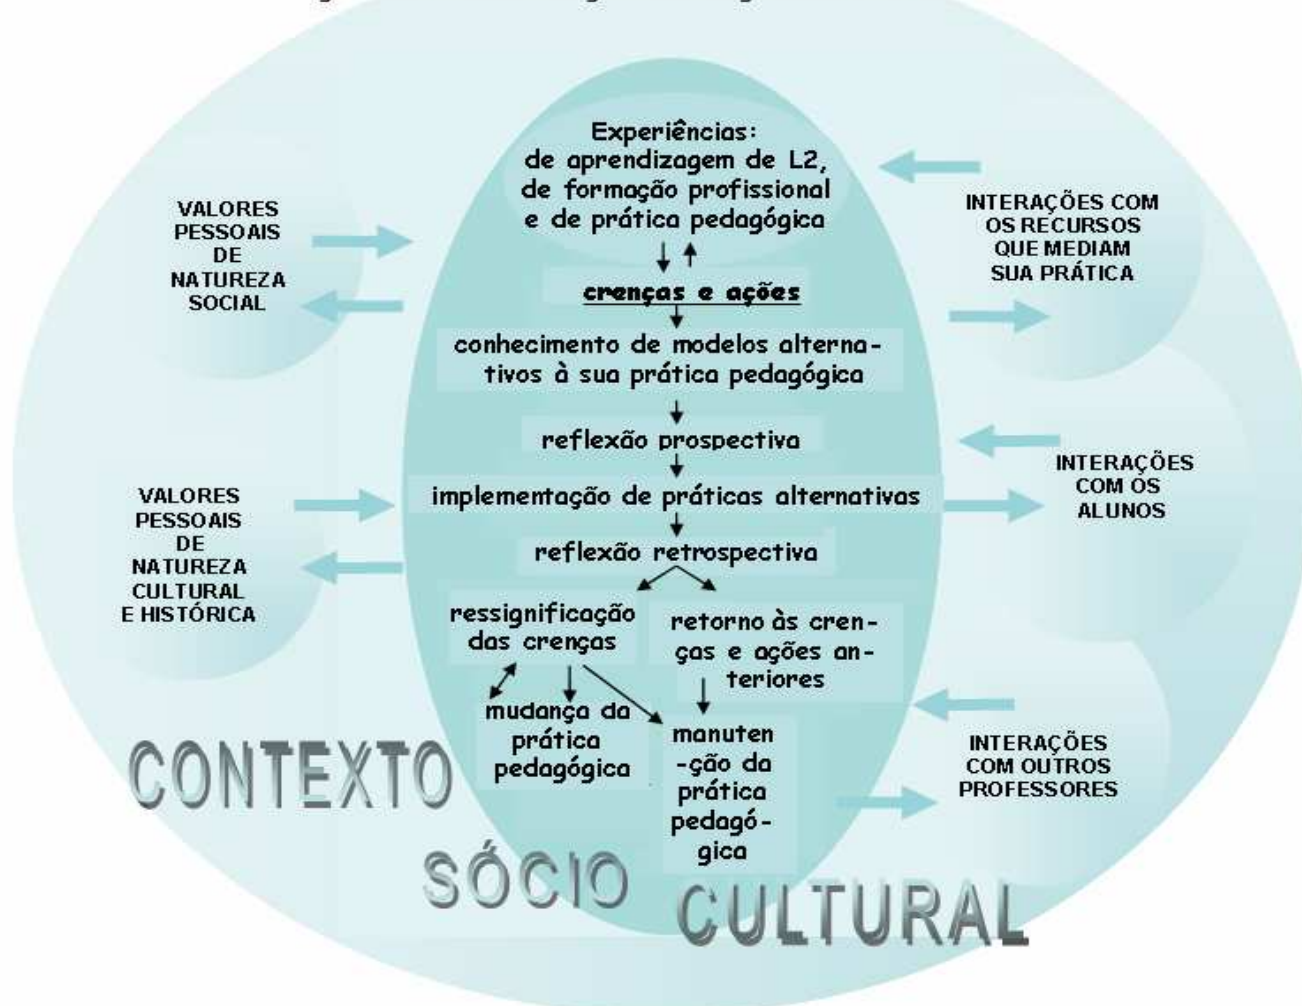 Experiências:
de aprendizagem de L2,
de formação profissional
e de prática pedagógica
crenças e ações
conhecimento de modelos alterna-
tivos à sua prática pedagógica
reflexão prospectiva
implementação de práticas alternativas
reflexão retrospectiva
ressignificação
das crenças
retorno às cren-
ças e ações an-
teriores
mudança da
prática
pedagógica
manuten
-ção da
prática
pedagó-
gica
VALORES
PESSOAIS
DE
NATUREZA
SOCIAL
VALORES
PESSOAIS
DE
NATUREZA
CULTURAL
E HISTÓRICA
INTERAÇÕES COM
OS RECURSOS
QUE MEDIAM
SUA PRÁTICA
INTERAÇÕES
COM OS
ALUNOS
INTERAÇÕES
COM OUTROS
PROFESSORES
CONTEXTO
SÓCIO
CULTURAL